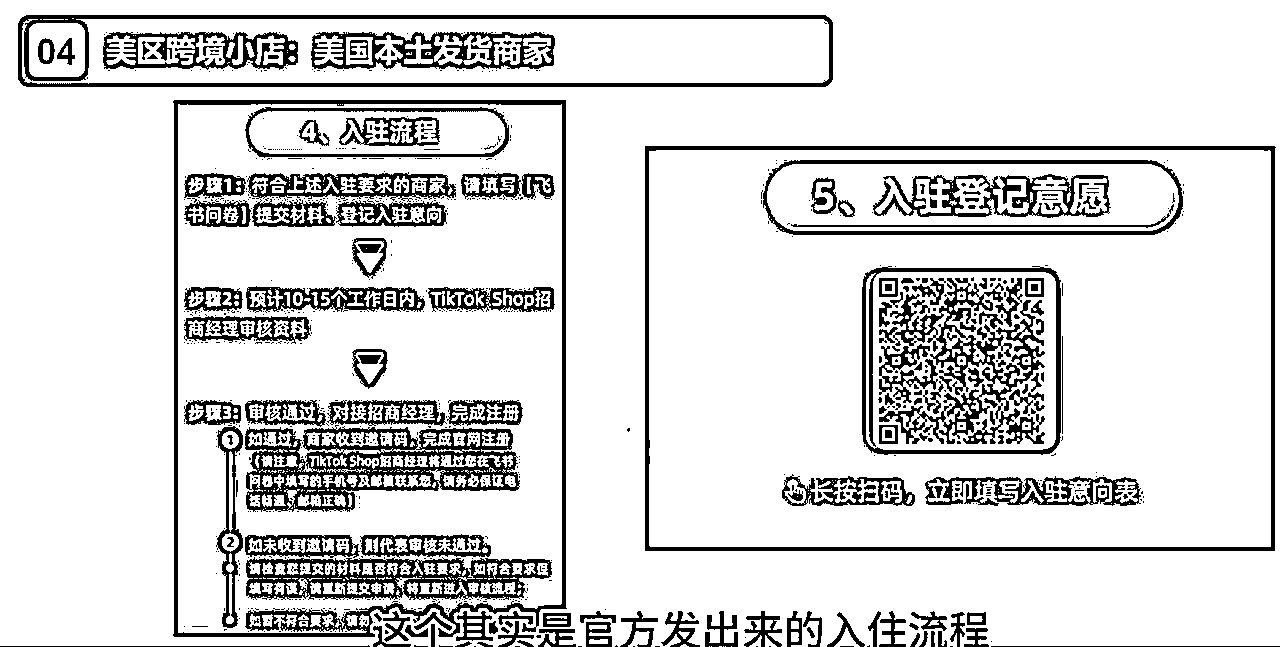 04
美区跨境小店：美国本土发货商家
4、入驻流程
步骤1：符合上述入驻要求的商家，请填写【飞
书问卷】提交材料、登记入驻意向
步骤2：预计10-15个工作日内，TikTok Shop招
商经理审核资料
步骤3：审核通过，对接招商经理，完成注册
1 如通过，商家收到邀请码，完成官网注册
（请注意，TikTok Shop招商经理将通过您在飞书
问卷中填写的手机号及邮箱联系您，请务必保证电
话畅通、邮箱正确）
2 如未收到邀请码，则代表审核未通过。
请检查您提交的材料是否符合入驻要求，如符合要求但
填写有误，请重新提交申请，将重新进入审核流程；
如暂不符合要求，请勿
5、入驻登记意愿
长按扫码，立即填写入驻意向表
这个其实是官方发出来的入住流程